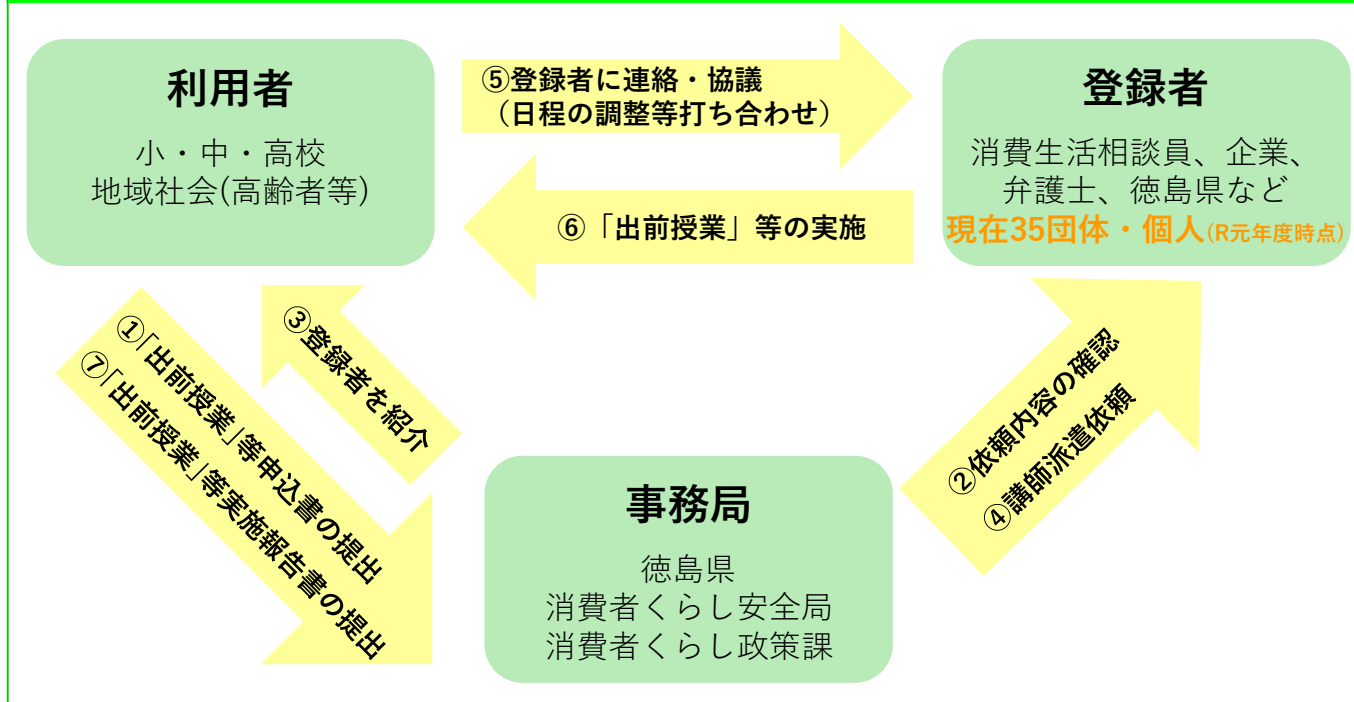 利用者
小・中・高校
地域社会(高齢者等)
⑤登録者に連絡・協議
（日程の調整等打ち合わせ）
⑥「出前授業」等の実施
登録者
消費生活相談員、企業、
弁護士、徳島県など
現在35団体・個人(R元年度時点)
①「出前授業」等申込書の提出
⑦「出前授業」等実施報告書の提出
③登録者を紹介
②依頼内容の確認
④講師派遣依頼
事務局
徳島県
消費者くらし安全局
消費者くらし政策課